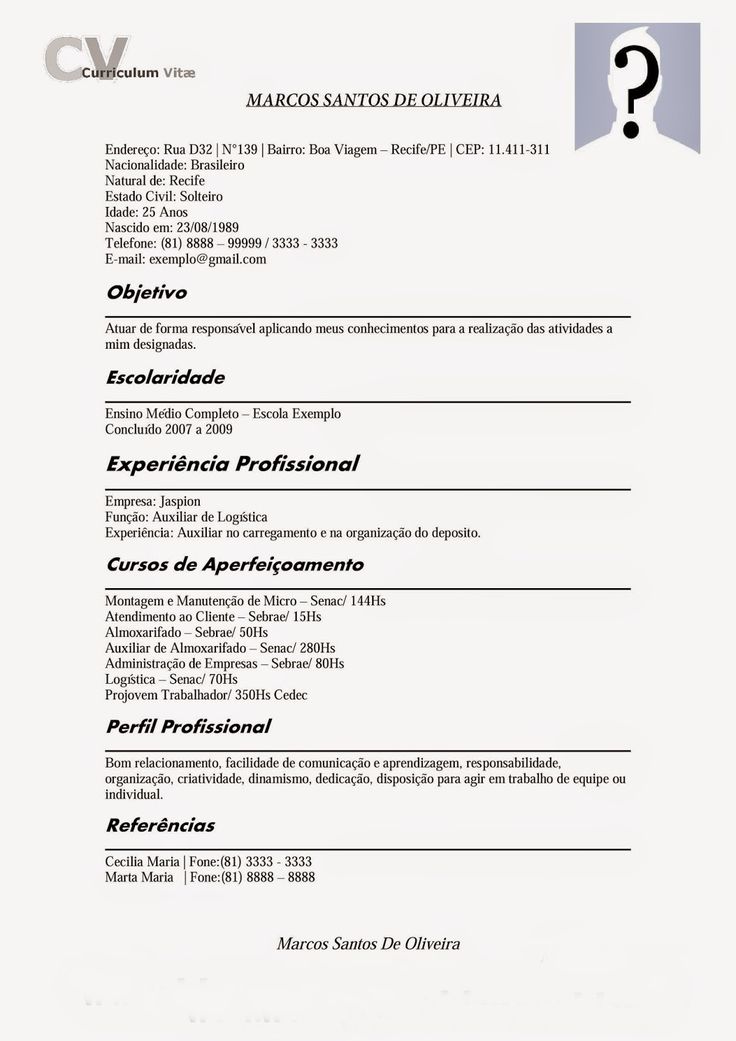 CV
Curriculum Vitæ
MARCOS SANTOS DE OLIVEIRA
?
Endereço: Rua D32 | N°139 | Bairro: Boa Viagem – Recife/PE | CEP: 11.411-311
Nacionalidade: Brasileiro
Natural de: Recife
Estado Civil: Solteiro
Idade: 25 Anos
Nascido em: 23/08/1989
Telefone: (81) 8888 – 99999 / 3333 - 3333
E-mail: exemplo@gmail.com
Objetivo
Atuar de forma responsável aplicando meus conhecimentos para a realização das atividades a
mim designadas.
Escolaridade
Ensino Médio Completo – Escola Exemplo
Concluído 2007 a 2009
Experiência Profissional
Empresa: Jaspion
Função: Auxiliar de Logística
Experiência: Auxiliar no carregamento e na organização do deposito.
Cursos de Aperfeiçoamento
Montagem e Manutenção de Micro – Senac/ 144Hs
Atendimento ao Cliente – Sebrae/ 15Hs
Almoxarifado – Sebrae/ 50Hs
Auxiliar de Almoxarifado – Senac/ 280Hs
Administração de Empresas – Sebrae/ 80Hs
Logística – Senac/ 70Hs
Projovem Trabalhador/ 350Hs Cedec
Perfil Profissional
Bom relacionamento, facilidade de comunicação e aprendizagem, responsabilidade,
organização, criatividade, dinamismo, dedicação, disposição para agir em trabalho de equipe ou
individual.
Referências
Cecilia Maria | Fone:(81) 3333 - 3333
Marta Maria | Fone:(81) 8888 – 8888
Marcos Santos De Oliveira